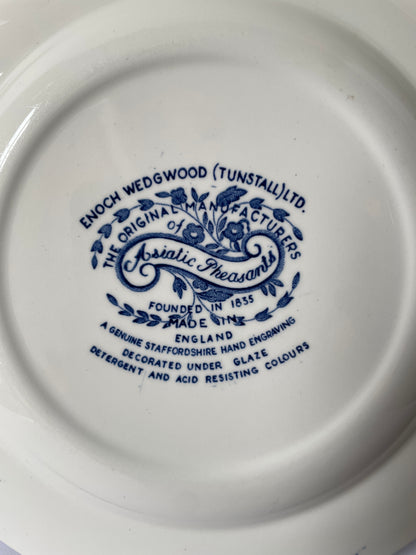 ENOCH WEDGWOOD (TUNSTALL) LTD.
THE ORIGINAL MANUFACTURERS
of
Asiatic Pheasants
FOUNDED IN 1835
MADE IN
ENGLAND
A GENUINE STAFFORDSHIRE HAND ENGRAVING
DECORATED UNDER GLAZE
DETERGENT AND ACID RESISTING COLOURS